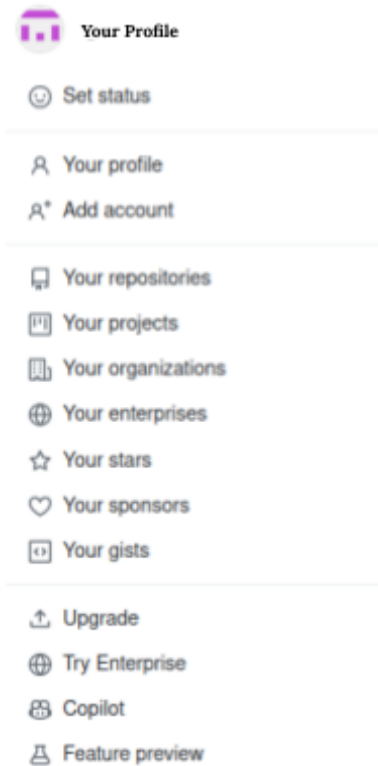 Your Profile
Set status
Your profile
Add account
Your repositories
Your projects
Your organizations
Your enterprises
Your stars
Your sponsors
Your gists
Upgrade
Try Enterprise
Copilot
Feature preview